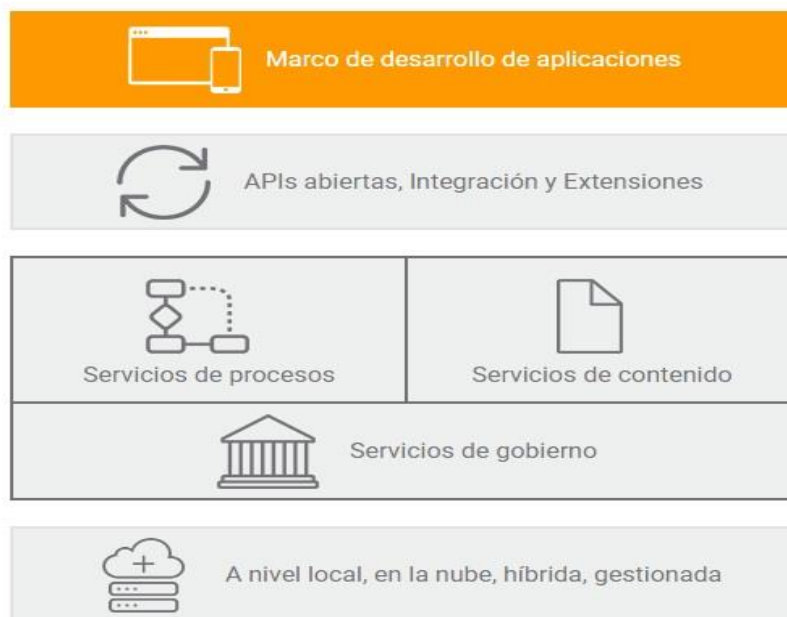 Marco de desarrollo de aplicaciones
APIs abiertas, Integración y Extensiones
Servicios de procesos
Servicios de contenido
Servicios de gobierno
A nivel local, en la nube, híbrida, gestionada